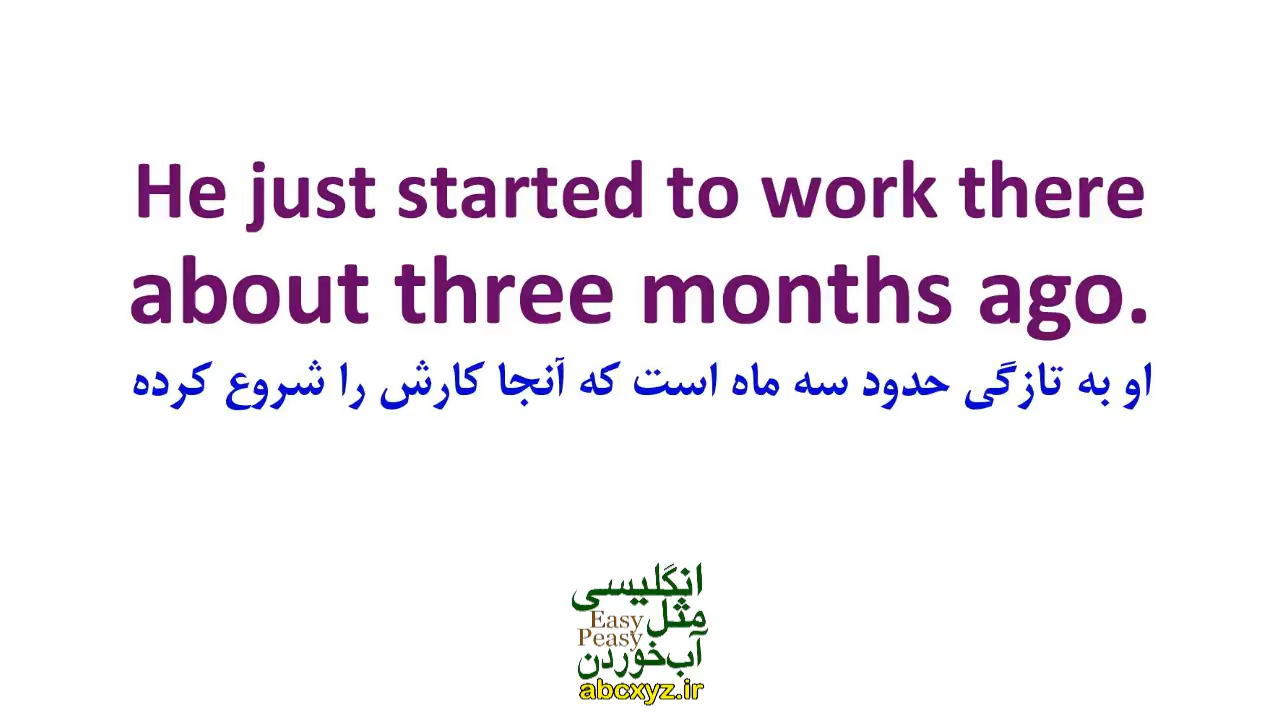 He just started to work there
about three months ago.
او به تازگی حدود سه ماه است که آنجا کارش را شروع کرده
انگلیسی
مثل
Easy
Peasy
آب‌خوردن
abcxyz.ir